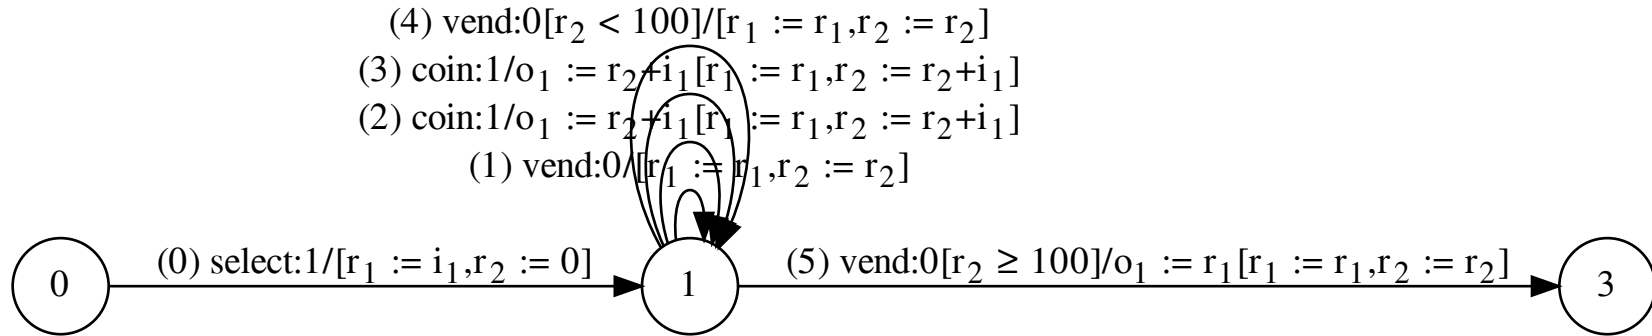 (4) vend:0[r₂ < 100]/[r₁ := r₁,r₂ := r₂]
(3) coin:1/o₁ := r₂+i₁[r₁ := r₁,r₂ := r₂+i₁]
(2) coin:1/o₁ := r₂+i₁[r₁ := r₁,r₂ := r₂+i₁]
(1) vend:0/[r₁ := r₁,r₂ := r₂]
0
(0) select:1/[r₁ := i₁,r₂ := 0]
1
(5) vend:0[r₂ ≥ 100]/o₁ := r₁[r₁ := r₁,r₂ := r₂]
3